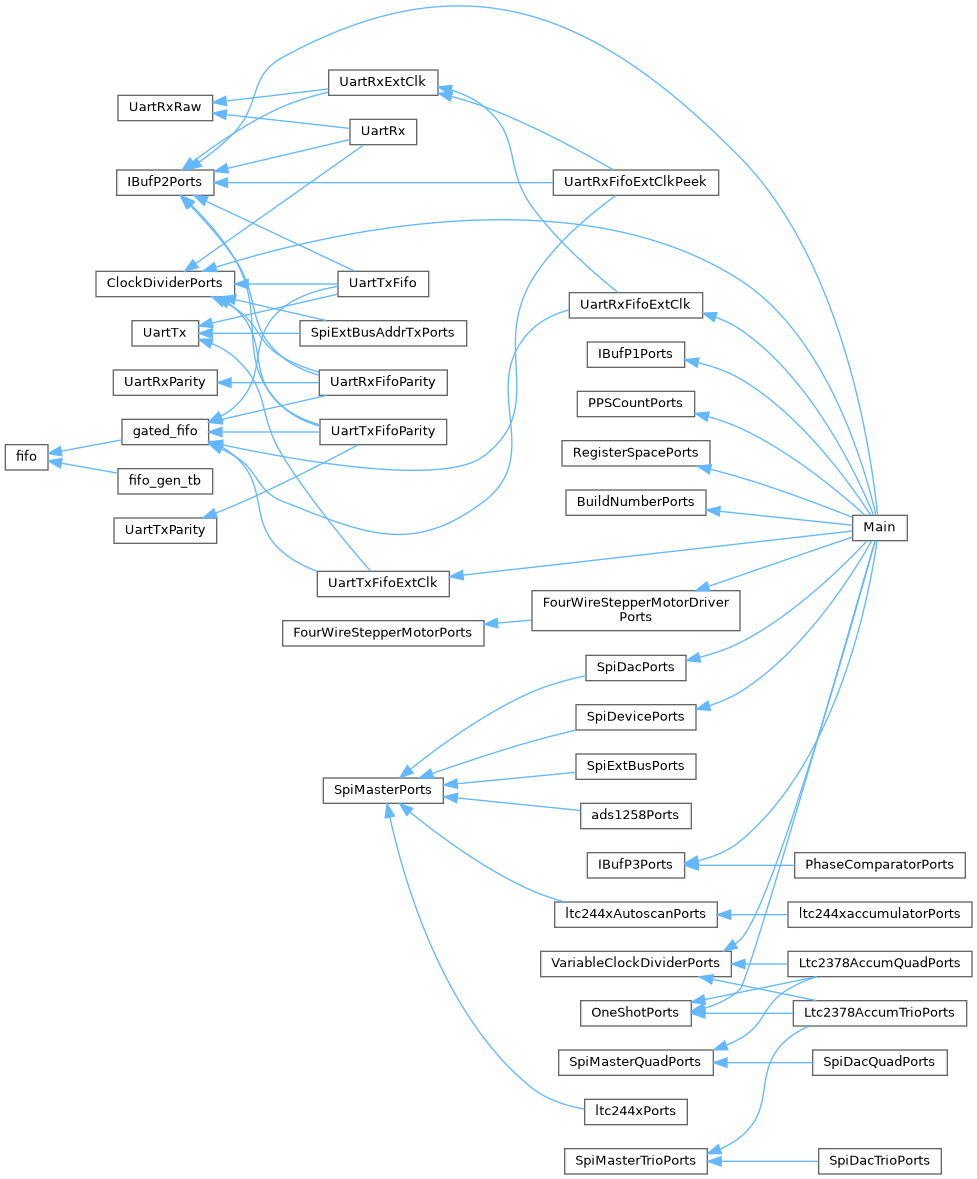 UartRxExtClk
UartRxRaw
UartRx
IBufP2Ports
UartRxFifoExtClkPeek
ClockDividerPorts
UartTxFifo
UartRxFifoExtClk
UartTx
SpiExtBusAddrTxPorts
IBufP1Ports
UartRxParity
UartRxFifoParity
PPSCountPorts
gated_fifo
UartTxFifoParity
fifo
RegisterSpacePorts
fifo_gen_tb
BuildNumberPorts
UartTxParity
Main
UartTxFifoExtClk
FourWireStepperMotorDriver
Ports
FourWireStepperMotorPorts
SpiDacPorts
SpiDevicePorts
SpiExtBusPorts
SpiMasterPorts
ads1258Ports
IBufP3Ports
PhaseComparatorPorts
ltc244xAutoscanPorts
ltc244xaccumulatorPorts
VariableClockDividerPorts
Ltc2378AccumQuadPorts
OneShotPorts
Ltc2378AccumTrioPorts
SpiMasterQuadPorts
SpiDacQuadPorts
ltc244xPorts
SpiMasterTrioPorts
SpiDacTrioPorts